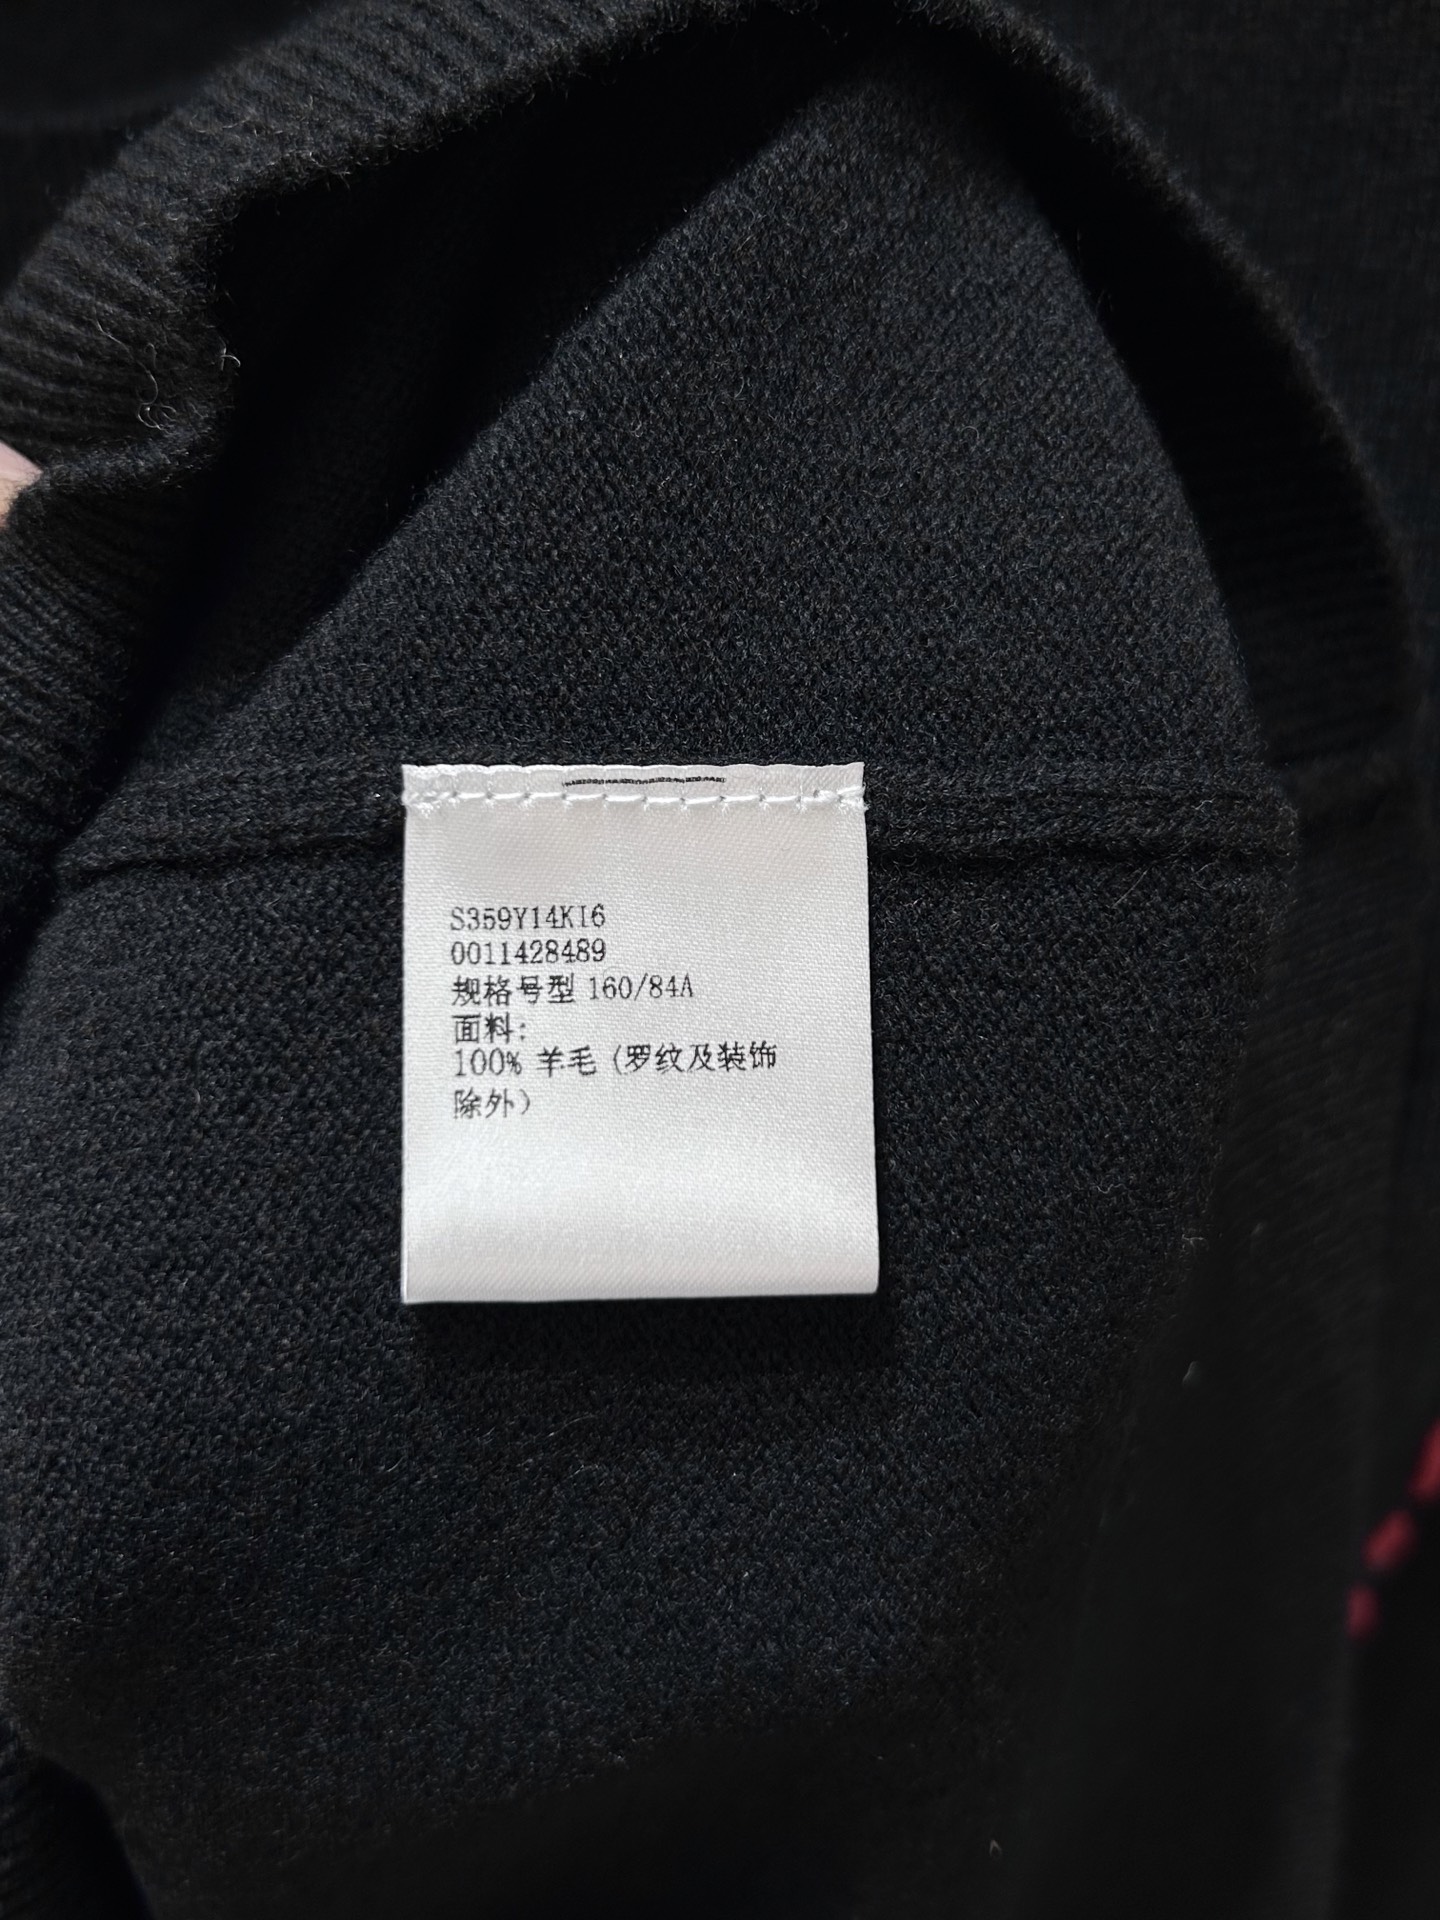 S359Y14KI6
0011428489
规格号型 160/84A
面料:
100% 羊毛 (罗纹及装饰
除外)